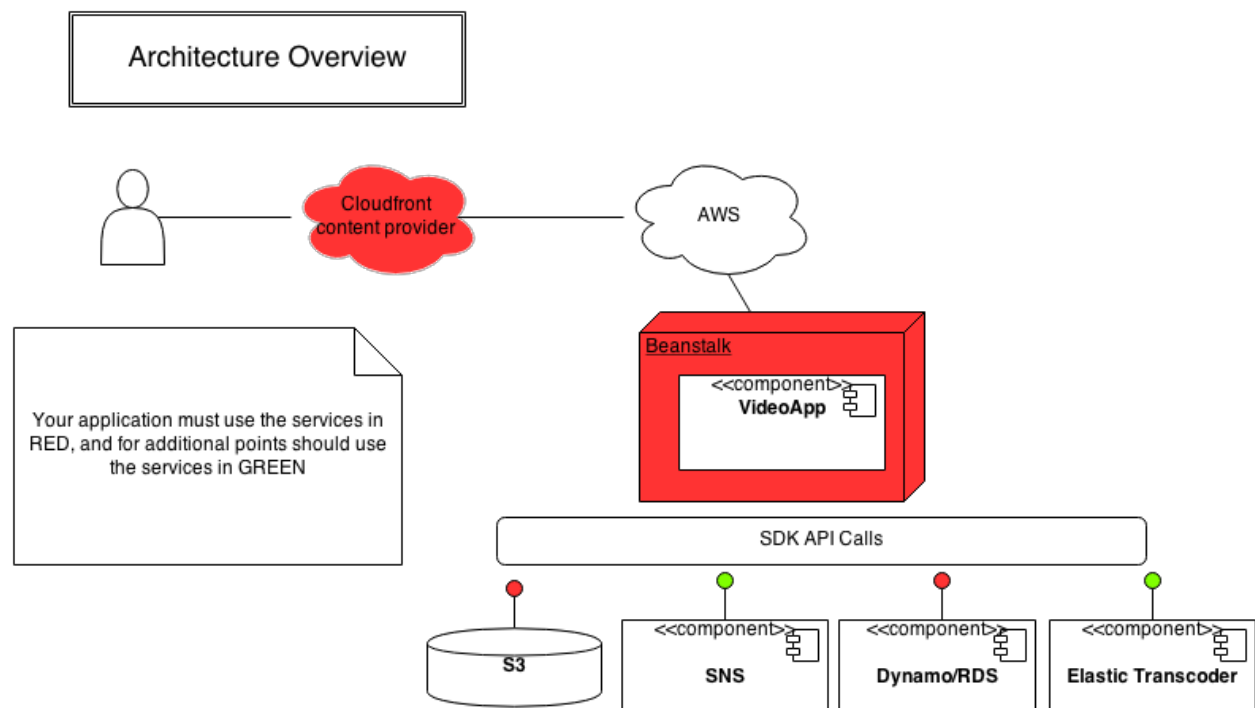 Architecture Overview
Cloudfront
content provider
AWS
Beanstalk
<<component>>
VideoApp
Your application must use the services in
RED, and for additional points should use
the services in GREEN
SDK API Calls
S3
<<component>>
SNS
<<component>>
Dynamo/RDS
<<component>>
Elastic Transcoder